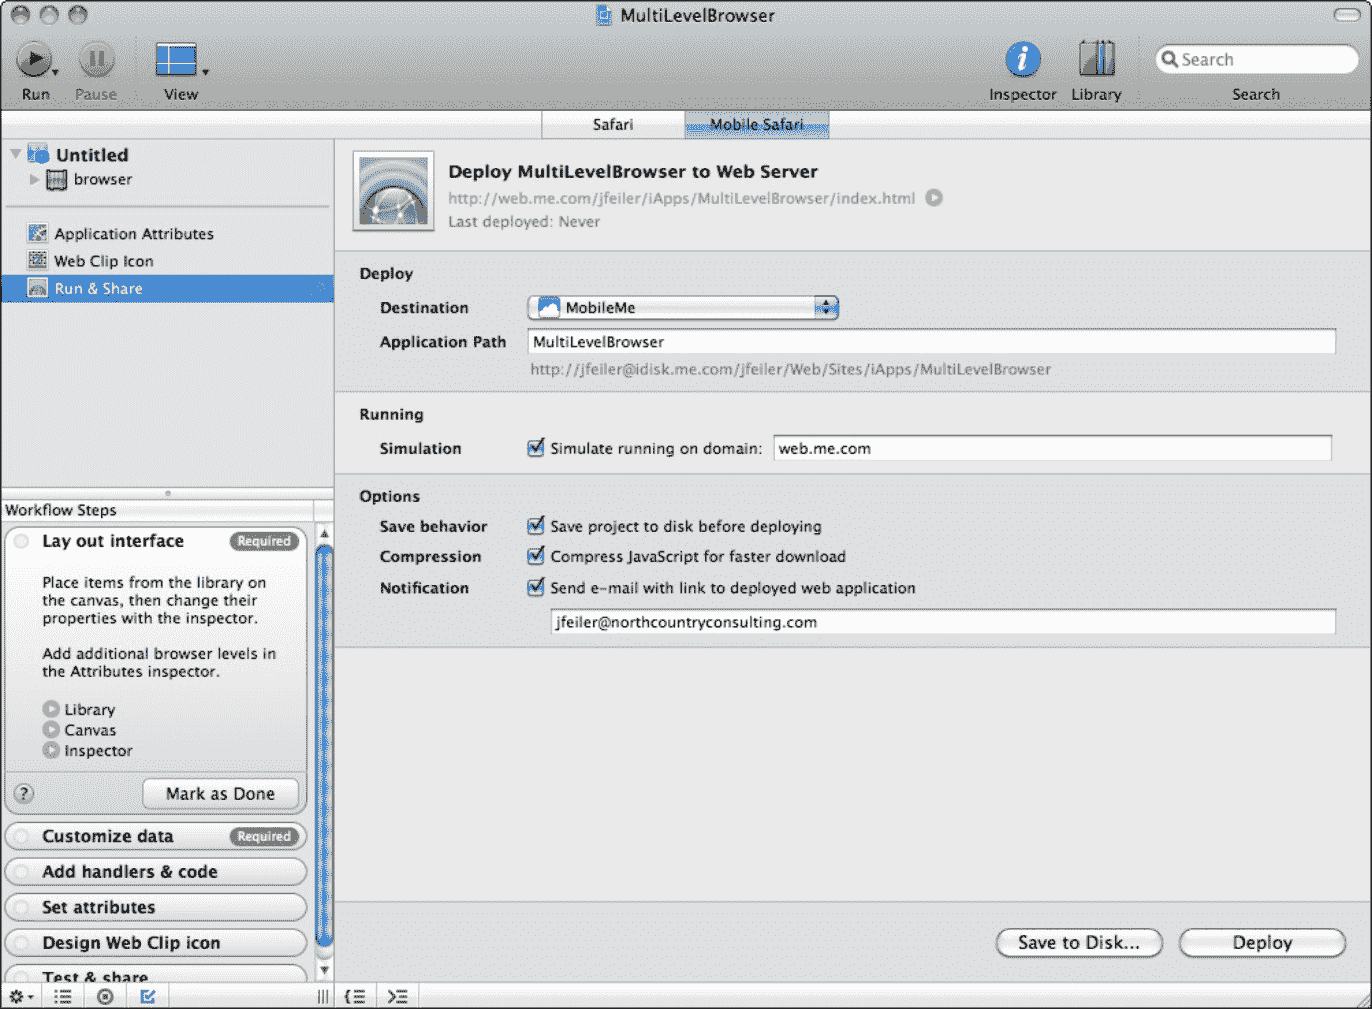 MultiLevelBrowser
Run
Pause
View
Inspector
Library
Search
Search
Safari
Mobile Safari
Untitled
browser
Application Attributes
Web Clip Icon
Run & Share
Deploy MultiLevelBrowser to Web Server
http://web.me.com/jfeiler/iApps/MultiLevelBrowser/index.html
Last deployed: Never
Deploy
Destination
MobileMe
Application Path
MultiLevelBrowser
http://jfeiler@idisk.me.com/jfeiler/Web/Sites/iApps/MultiLevelBrowser
Running
Simulation
Simulate running on domain:
web.me.com
Options
Save behavior
Save project to disk before deploying
Compression
Compress JavaScript for faster download
Notification
Send e-mail with link to deployed web application
jfeiler@northcountryconsulting.com
Workflow Steps
Lay out interface
Required
Place items from the library on
the canvas, then change their
properties with the inspector.
Add additional browser levels in
the Attributes inspector.
Library
Canvas
Inspector
?
Mark as Done
Customize data
Required
Add handlers & code
Set attributes
Design Web Clip icon
Test & share
Save to Disk...
Deploy